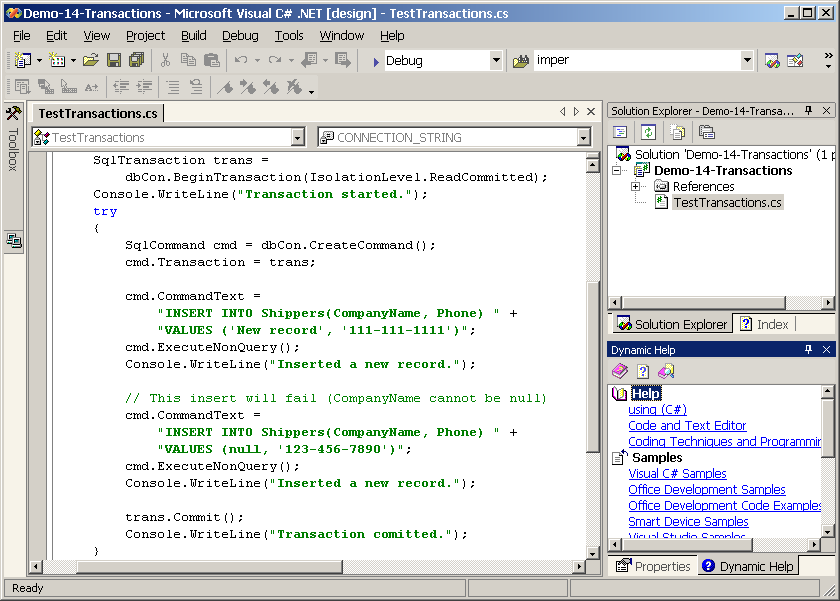 Demo-14-Transactions - Microsoft Visual C# .NET [design] - TestTransactions.cs
File Edit View Project Build Debug Tools Window Help
Debug imper
TestTransactions.cs
TestTransactions CONNECTION_STRING
Toolbox
SqlTransaction trans =
dbCon.BeginTransaction(IsolationLevel.ReadCommitted);
Console.WriteLine("Transaction started.");
try
{
SqlCommand cmd = dbCon.CreateCommand();
cmd.Transaction = trans;
cmd.CommandText =
"INSERT INTO Shippers(CompanyName, Phone) " +
"VALUES ('New record', '111-111-1111')";
cmd.ExecuteNonQuery();
Console.WriteLine("Inserted a new record.");
// This insert will fail (CompanyName cannot be null)
cmd.CommandText =
"INSERT INTO Shippers(CompanyName, Phone) " +
"VALUES (null, '123-456-7890')";
cmd.ExecuteNonQuery();
Console.WriteLine("Inserted a new record.");
trans.Commit();
Console.WriteLine("Transaction comitted.");
}
Solution Explorer - Demo-14-Transa...
Solution 'Demo-14-Transactions' (1 p
Demo-14-Transactions
References
TestTransactions.cs
Solution Explorer Index
Dynamic Help
Help
using (C#)
Code and Text Editor
Coding Techniques and Programmin
Samples
Visual C# Samples
Office Development Samples
Office Development Code Examples
Smart Device Samples
Visual Studio Samples
Properties Dynamic Help
Ready